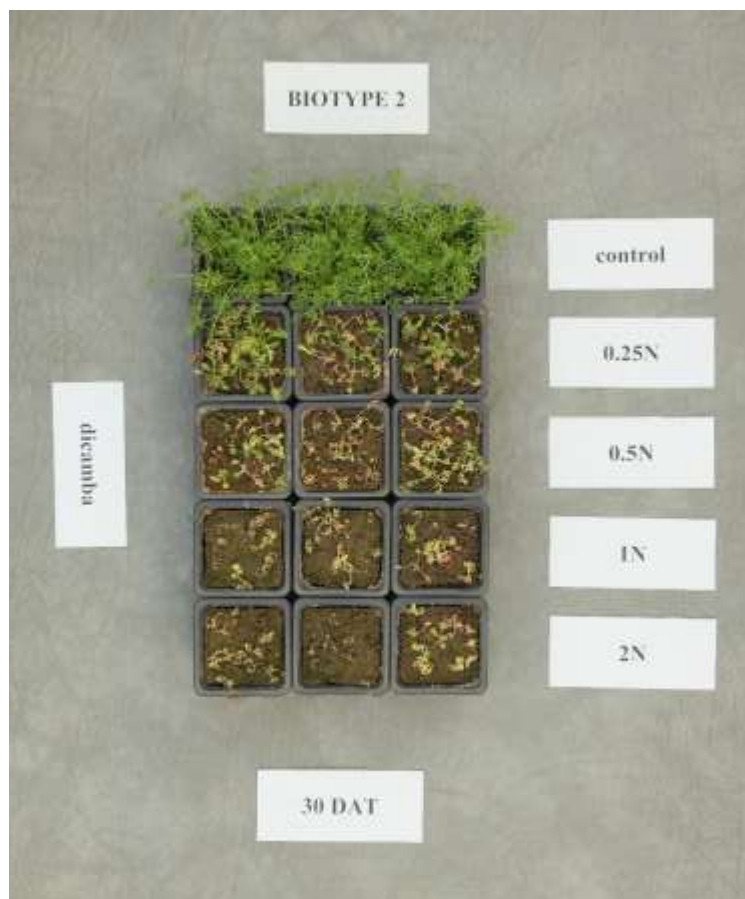 BIOTYPE 2
control
0.25N
dicamba
0.5N
1N
2N
30 DAT